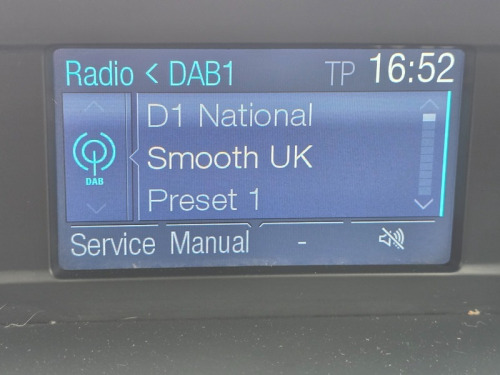 Radio < DAB1 TP 16:52
D1 National
Smooth UK
DAB
Preset 1
Service Manual -